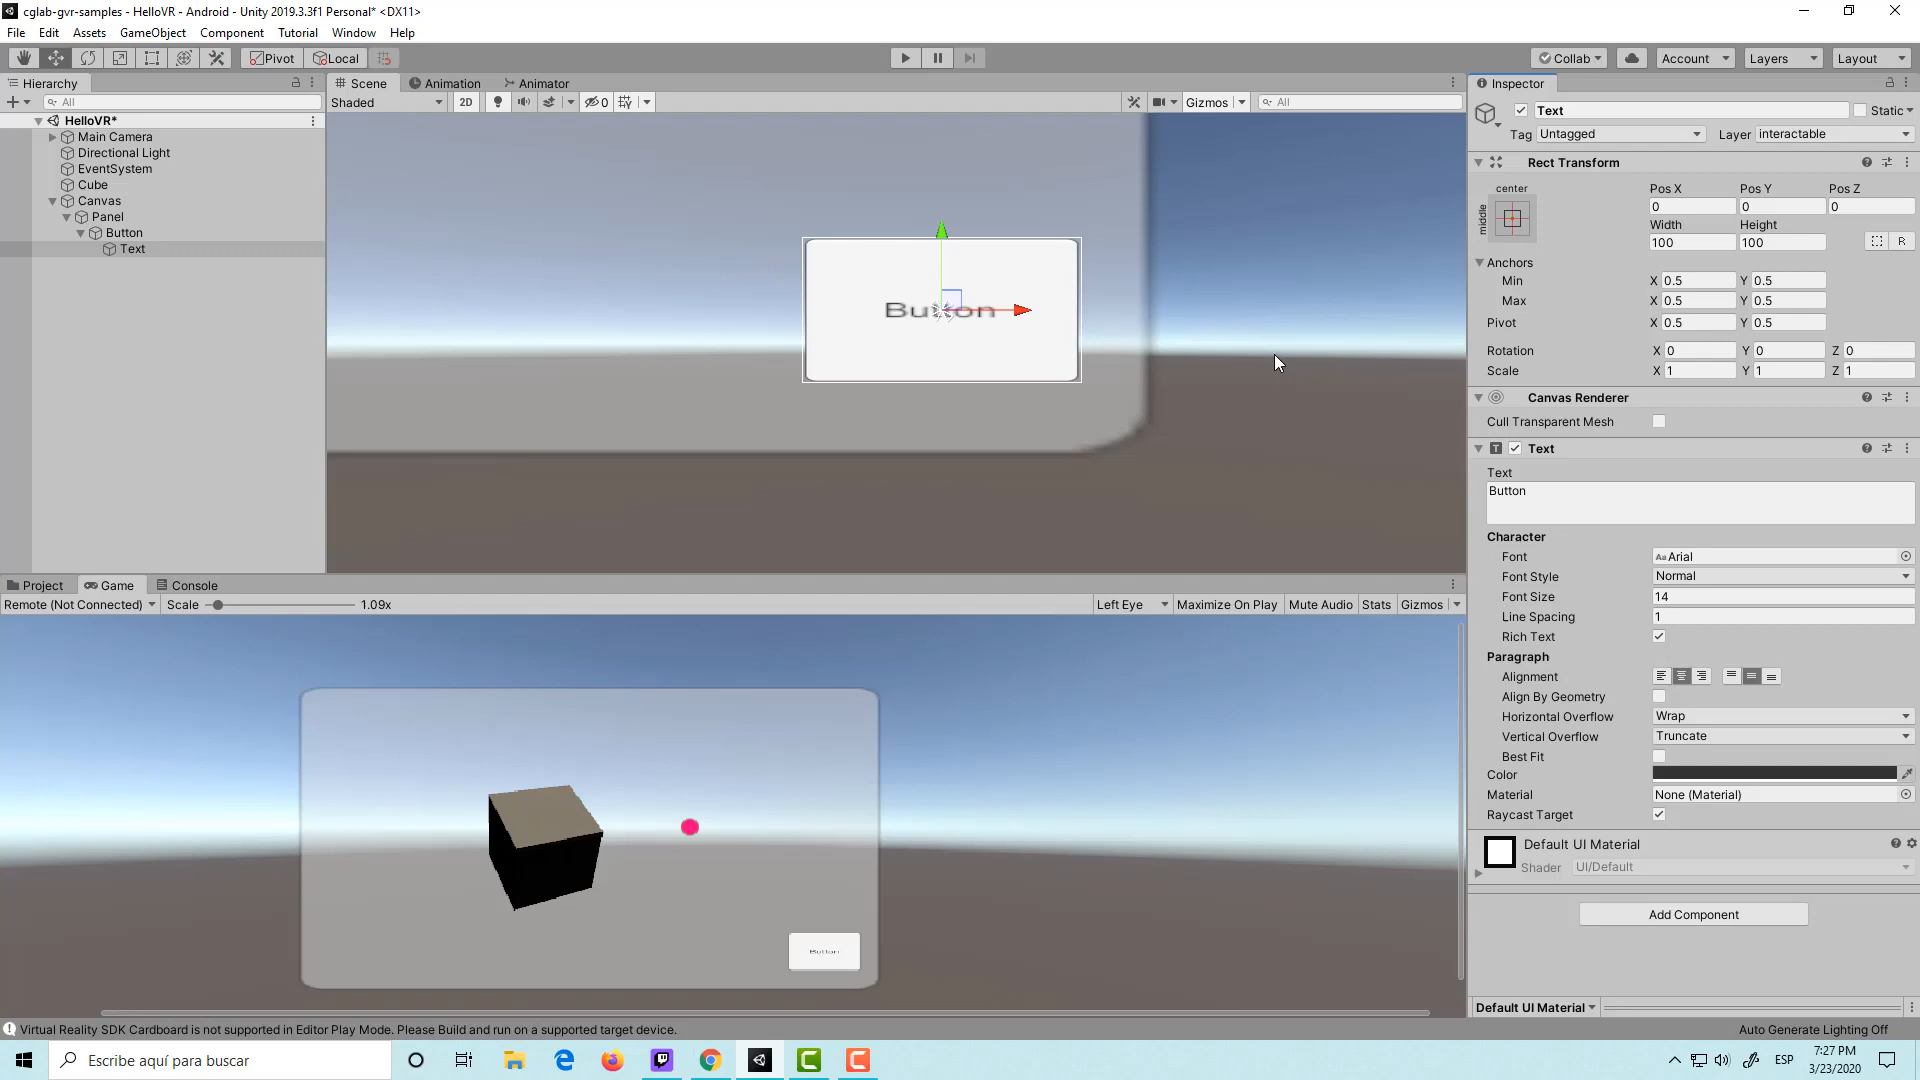 cglab-gvr-samples - HelloVR - Android - Unity 2019.3.3f1 Personal* <DX11>
File Edit Assets GameObject Component Tutorial Window Help
Pivot Local Collab Account Layers Layout
Hierarchy
All
HelloVR*
Main Camera
Directional Light
EventSystem
Cube
Canvas
Panel
Button
Text
Scene Animation Animator
Shaded 2D 0 Gizmos All
Button
Project Game Console
Remote (Not Connected) Scale 1.09x Left Eye Maximize On Play Mute Audio Stats Gizmos
Button
Inspector
Text Static
Tag Untagged Layer interactable
Rect Transform
center
middle
Pos X Pos Y Pos Z
0 0 0
Width Height
100 100 R
Anchors
Min X 0.5 Y 0.5
Max X 0.5 Y 0.5
Pivot X 0.5 Y 0.5
Rotation X 0 Y 0 Z 0
Scale X 1 Y 1 Z 1
Canvas Renderer
Cull Transparent Mesh
T Text
Text
Button
Character
Font Aa Arial
Font Style Normal
Font Size 14
Line Spacing 1
Rich Text
Paragraph
Alignment
Align By Geometry
Horizontal Overflow Wrap
Vertical Overflow Truncate
Best Fit
Color
Material None (Material)
Raycast Target
Default UI Material
Shader UI/Default
Add Component
Default UI Material
Virtual Reality SDK Cardboard is not supported in Editor Play Mode. Please Build and run on a supported target device.
Auto Generate Lighting Off
Escribe aquí para buscar
ESP
7:27 PM
3/23/2020